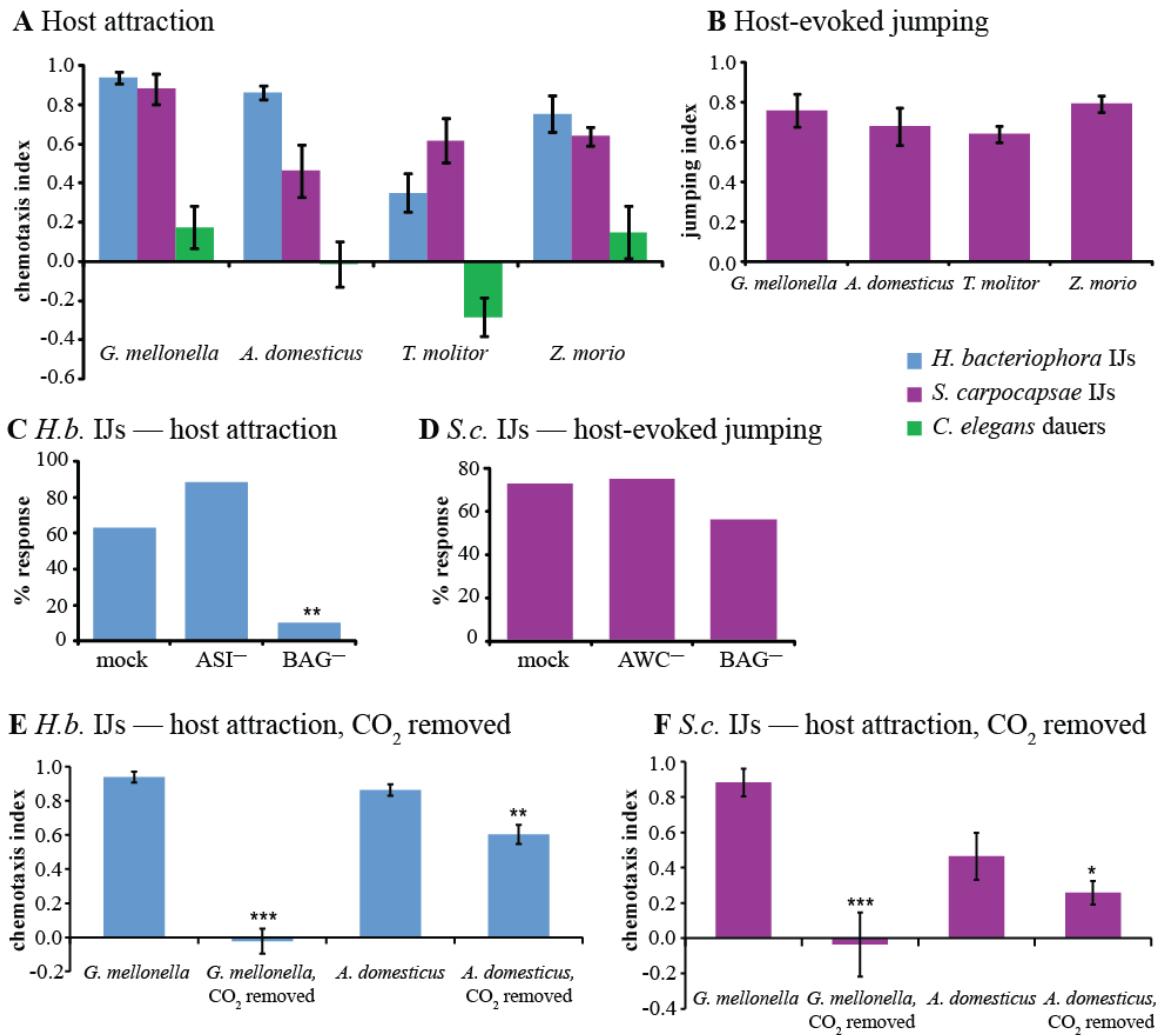 A Host attraction
chemotaxis index
1.0
0.8
0.6
0.4
0.2
0.0
-0.2
-0.4
-0.6
G. mellonella A. domesticus T. molitor Z. morio
B Host-evoked jumping
jumping index
1.0
0.8
0.6
0.4
0.2
0.0
G. mellonella A. domesticus T. molitor Z. morio
H. bacteriophora IJs
S. carpocapsae IJs
C. elegans dauers
C H.b. IJs — host attraction
% response
100
80
60
40
20
0
**
mock ASI— BAG—
D S.c. IJs — host-evoked jumping
% response
80
60
40
20
0
mock AWC— BAG—
E H.b. IJs — host attraction, CO2 removed
chemotaxis index
1.0
0.8
0.6
0.4
0.2
0.0
-0.2
***
**
G. mellonella G. mellonella, A. domesticus A. domesticus,
CO2 removed CO2 removed
F S.c. IJs — host attraction, CO2 removed
chemotaxis index
1.0
0.8
0.6
0.4
0.2
0.0
-0.2
-0.4
***
*
G. mellonella G. mellonella, A. domesticus A. domesticus,
CO2 removed CO2 removed